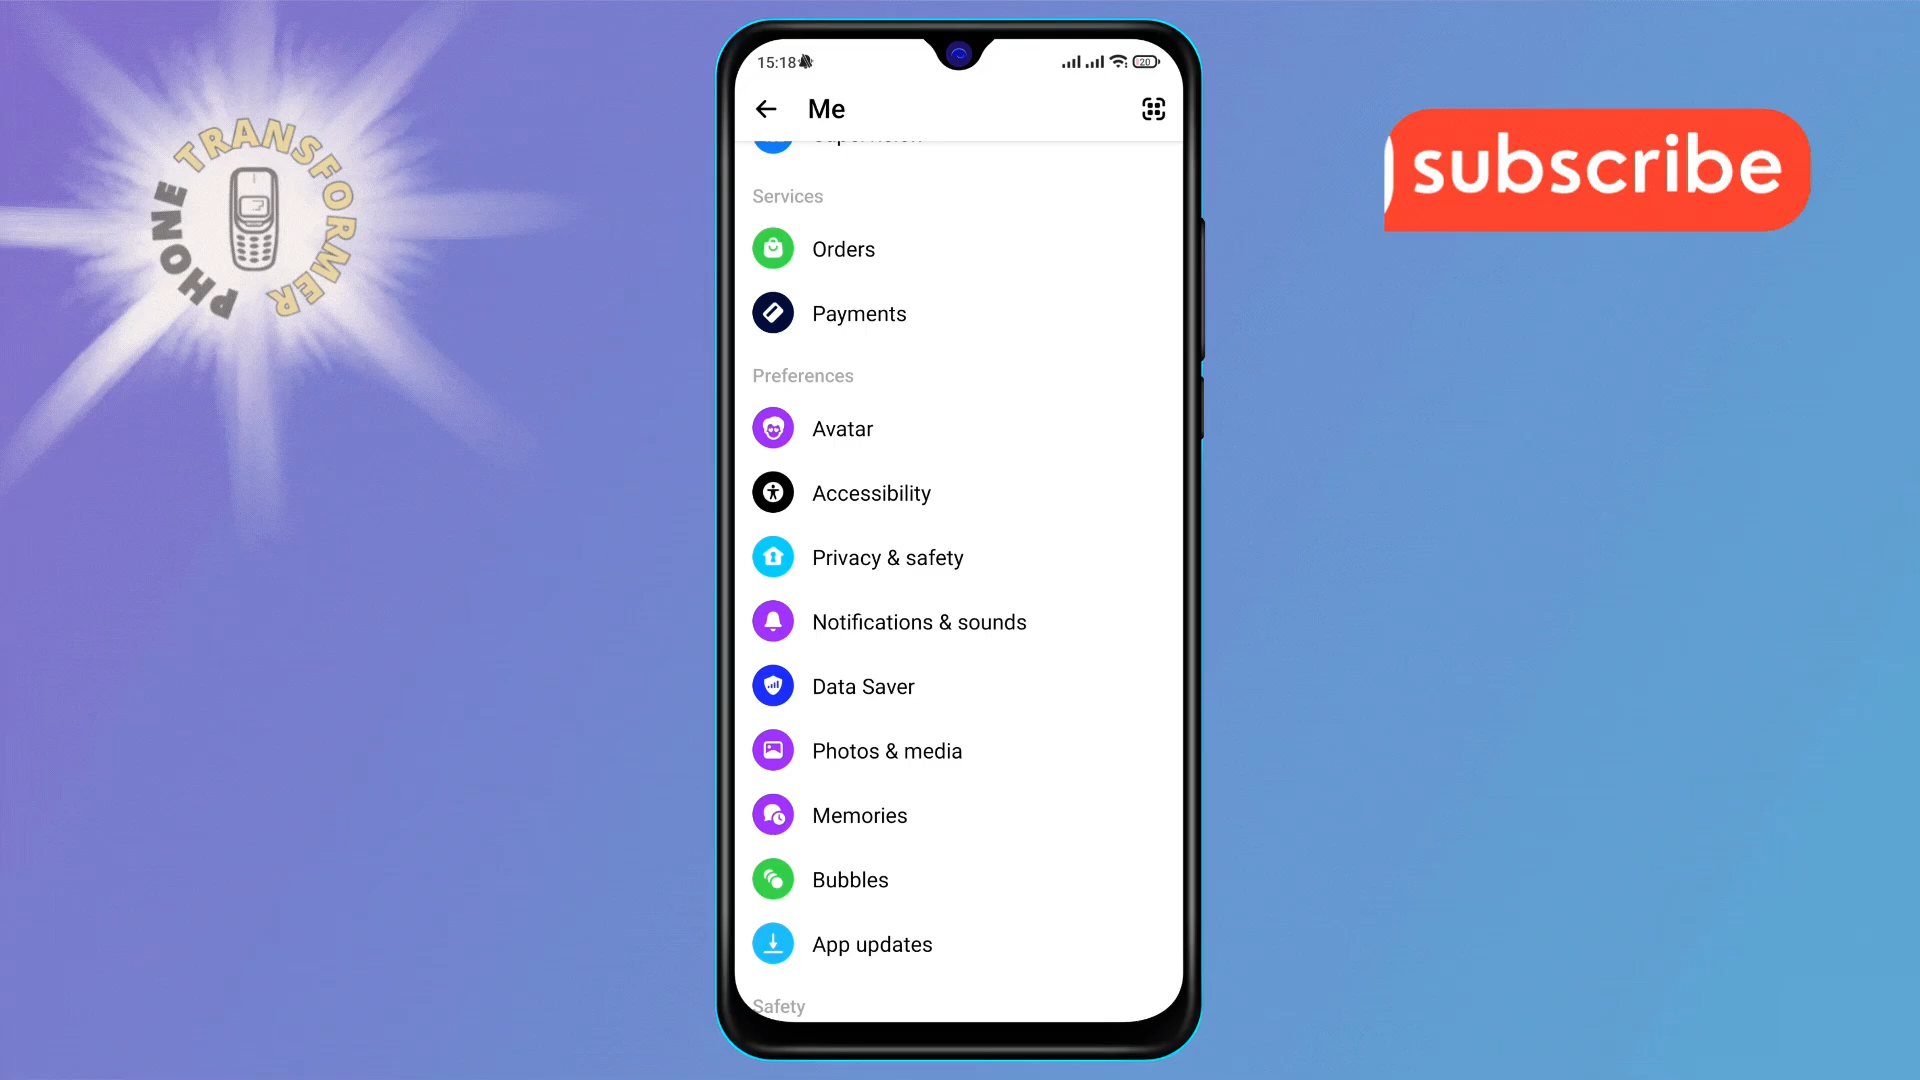 PHONE TRANSFORMER
15:18
20
Me
Services
Orders
Payments
Preferences
Avatar
Accessibility
Privacy & safety
Notifications & sounds
Data Saver
Photos & media
Memories
Bubbles
App updates
Safety
subscribe